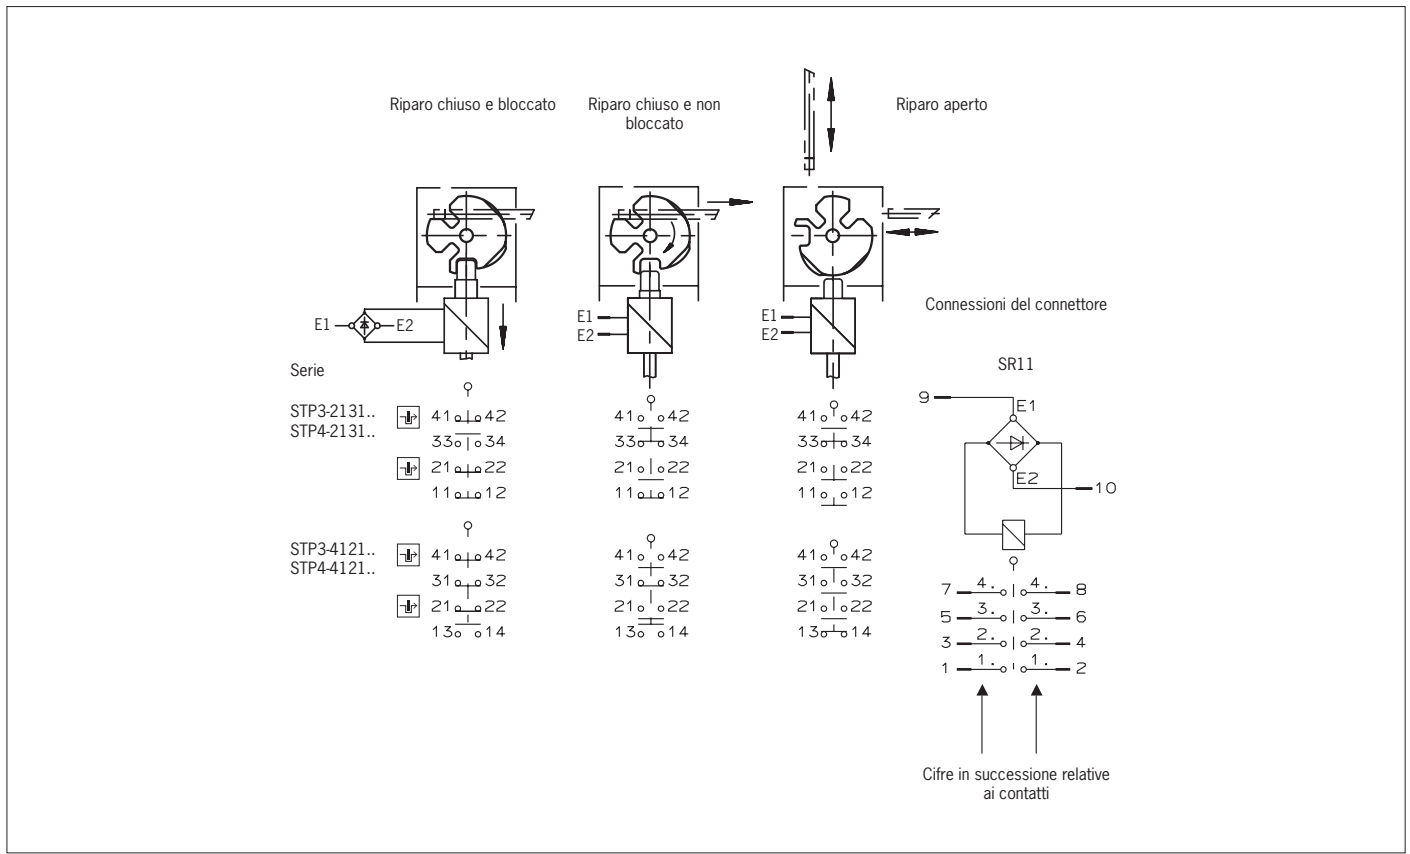 Riparo chiuso e bloccato
Riparo chiuso e non
bloccato
Riparo aperto
E1 E2
E1
E2
E1
E2
Connessioni del connettore
Serie
SR11
STP3-2131..
STP4-2131..
41 42
33 34
21 22
11 12
41 42
33 34
21 22
11 12
41 42
33 34
21 22
11 12
STP3-4121..
STP4-4121..
41 42
31 32
21 22
13 14
41 42
31 32
21 22
13 14
41 42
31 32
21 22
13 14
9
E1
E2
10
7 4. 4. 8
5 3. 3. 6
3 2. 2. 4
1 1. 1. 2
Cifre in successione relative
ai contatti